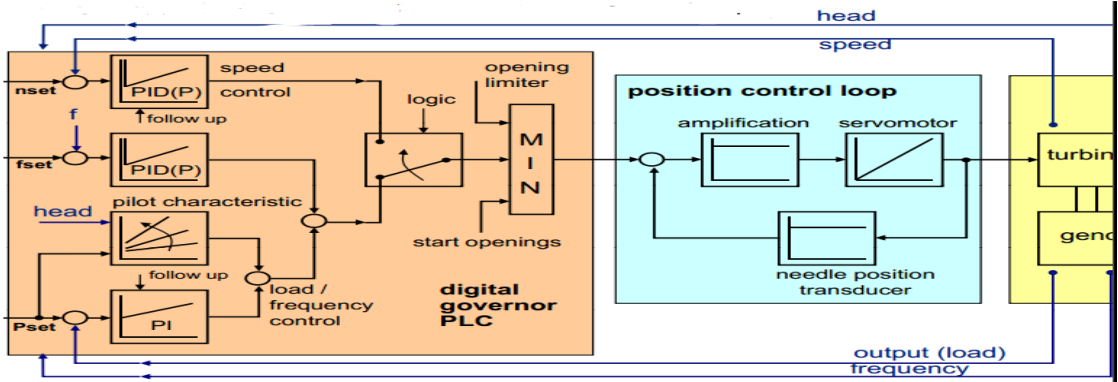 head
speed
nset
PID(P)
speed
control
follow up
f
fset
PID(P)
head
pilot characteristic
follow up
Pset
PI
load /
frequency
control
logic
opening
limiter
M
I
N
start openings
digital
governor
PLC
position control loop
amplification
servomotor
needle position
transducer
turbin
gene
output (load)
frequency